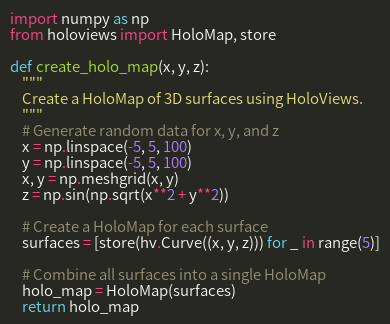 import numpy as np
from holoviews import HoloMap, store

def create_holo_map(x, y, z):
    """
    Create a HoloMap of 3D surfaces using HoloViews.
    """
    # Generate random data for x, y, and z
    x = np.linspace(-5, 5, 100)
    y = np.linspace(-5, 5, 100)
    x, y = np.meshgrid(x, y)
    z = np.sin(np.sqrt(x**2 + y**2))

    # Create a HoloMap for each surface
    surfaces = [store(hv.Curve((x, y, z))) for _ in range(5)]

    # Combine all surfaces into a single HoloMap
    holo_map = HoloMap(surfaces)
    return holo_map